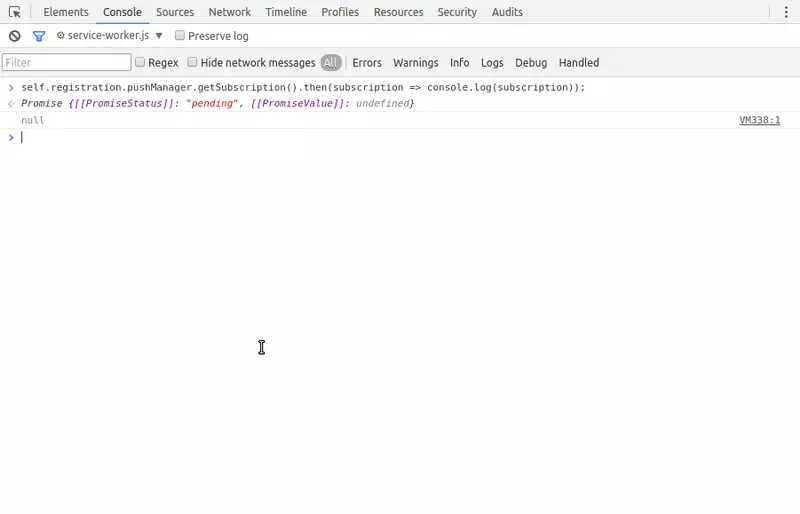 Elements Console Sources Network Timeline Profiles Resources Security Audits
service-worker.js ▼ Preserve log
Filter Regex Hide network messages All Errors Warnings Info Logs Debug Handled
> self.registration.pushManager.getSubscription().then(subscription => console.log(subscription));
< Promise {[[PromiseStatus]]: "pending", [[PromiseValue]]: undefined}
null VM338:1
>